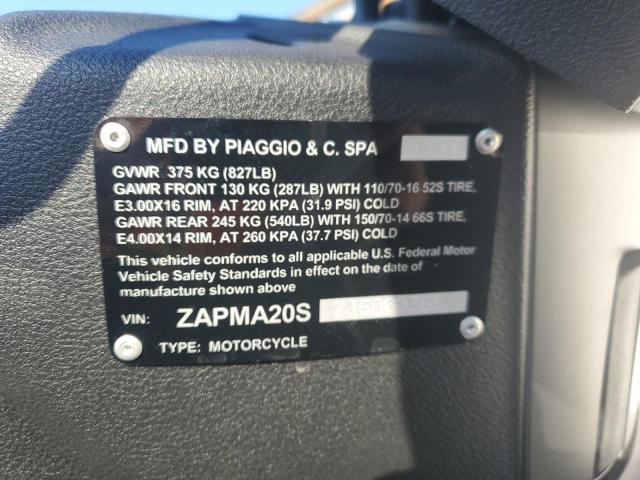 MFD BY PIAGGIO & C. SPA
GVWR 375 KG (827LB)
GAWR FRONT 130 KG (287LB) WITH 110/70-16 52S TIRE,
E3.00X16 RIM, AT 220 KPA (31.9 PSI) COLD
GAWR REAR 245 KG (540LB) WITH 150/70-14 66S TIRE,
E4.00X14 RIM, AT 260 KPA (37.7 PSI) COLD
This vehicle conforms to all applicable U.S. Federal Motor
Vehicle Safety Standards in effect on the date of
manufacture shown above
VIN: ZAPMA20S
TYPE: MOTORCYCLE